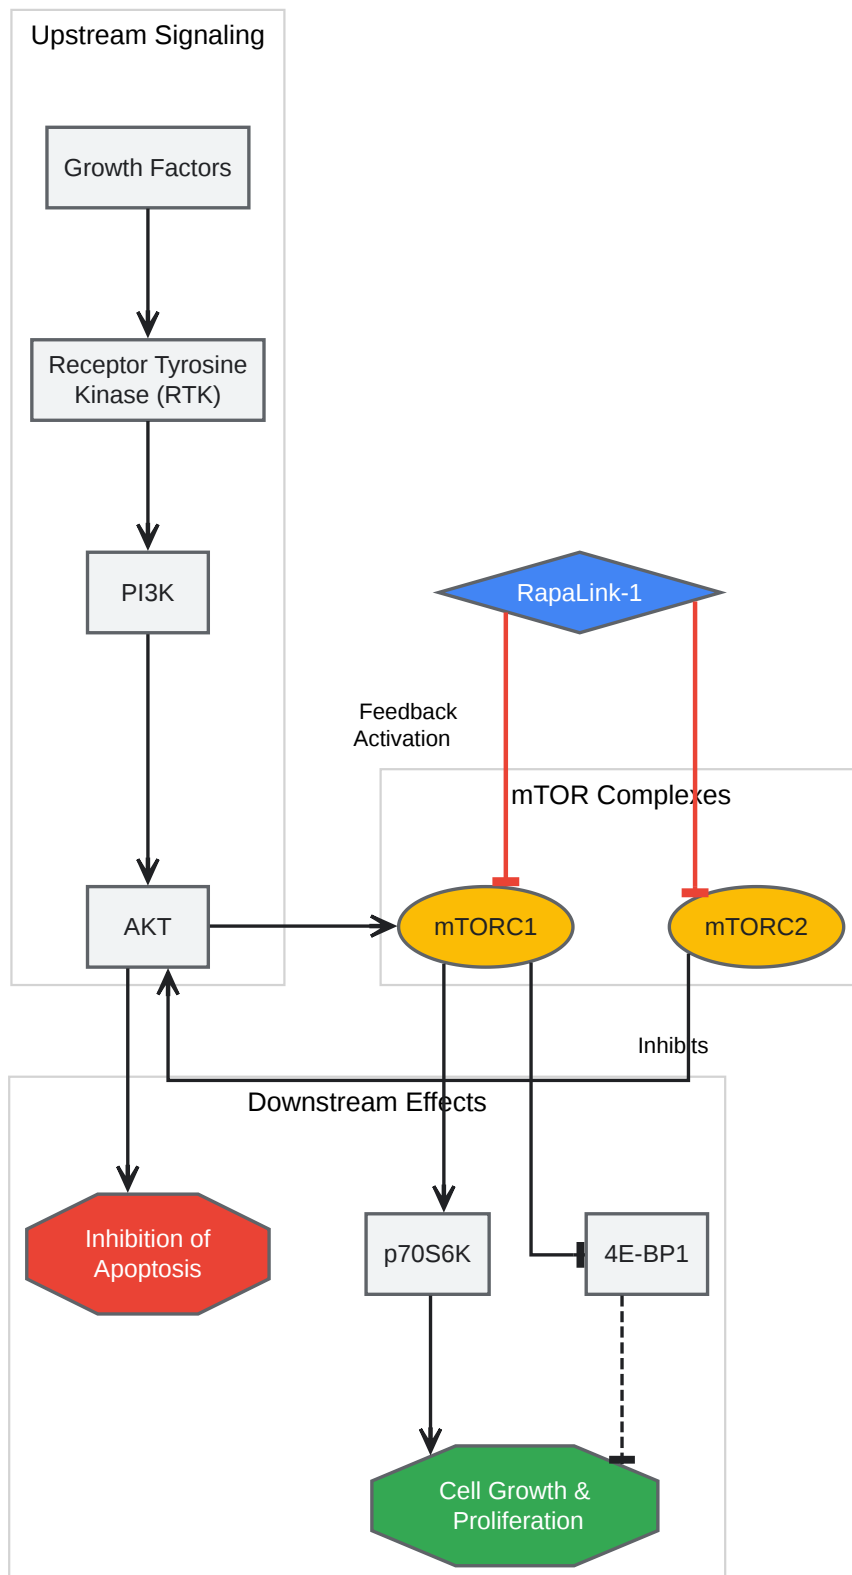 Upstream Signaling
Growth Factors
Receptor Tyrosine
Kinase (RTK)
PI3K
RapaLink-1
Feedback
Activation
mTOR Complexes
AKT
mTORC1
mTORC2
Inhibits
Downstream Effects
Inhibition of
Apoptosis
p70S6K
4E-BP1
Cell Growth &
Proliferation